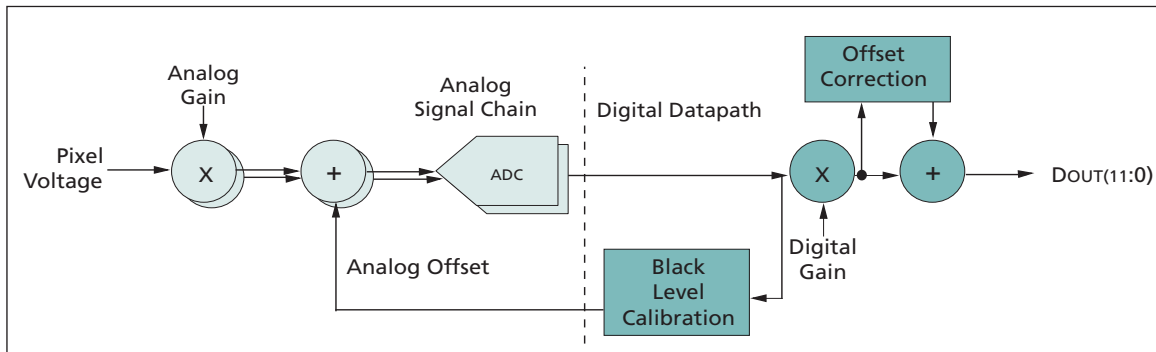 Analog
Gain
Pixel
Voltage
X
+
Analog
Signal Chain
ADC
Analog Offset
Digital Datapath
Black
Level
Calibration
X
Digital
Gain
Offset
Correction
+
DOUT(11:0)